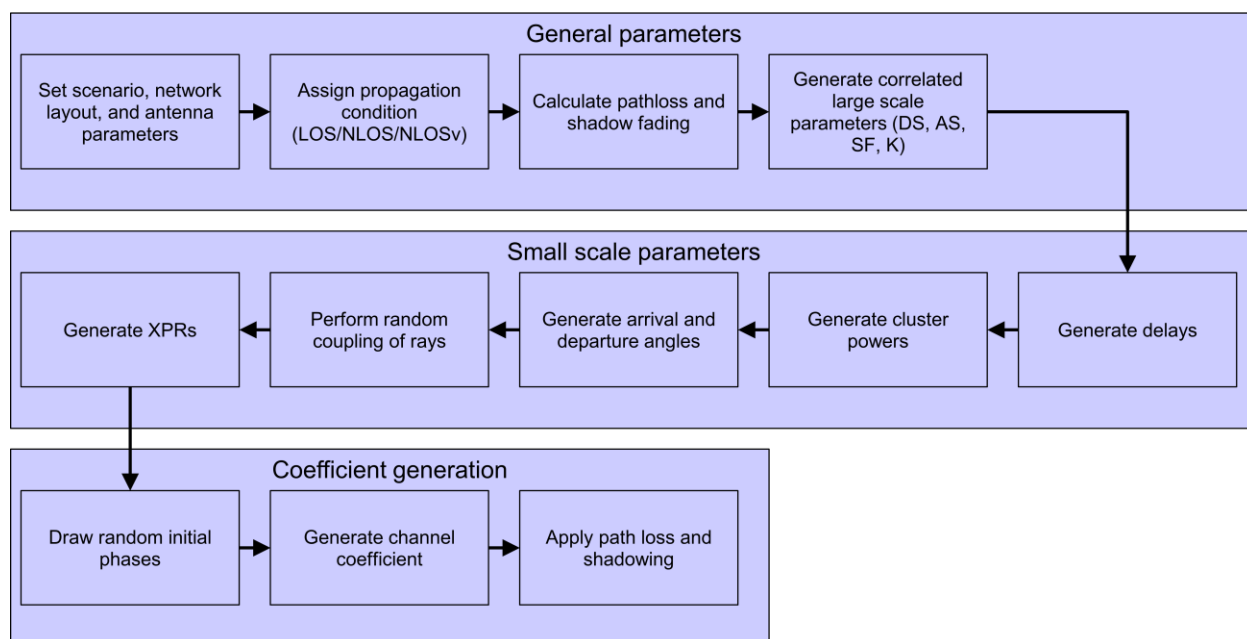 General parameters
Set scenario, network
layout, and antenna
parameters
Assign propagation
condition
(LOS/NLOS/NLOSv)
Calculate pathloss and
shadow fading
Generate correlated
large scale
parameters (DS, AS,
SF, K)
Small scale parameters
Generate XPRs
Perform random
coupling of rays
Generate arrival and
departure angles
Generate cluster
powers
Generate delays
Coefficient generation
Draw random initial
phases
Generate channel
coefficient
Apply path loss and
shadowing